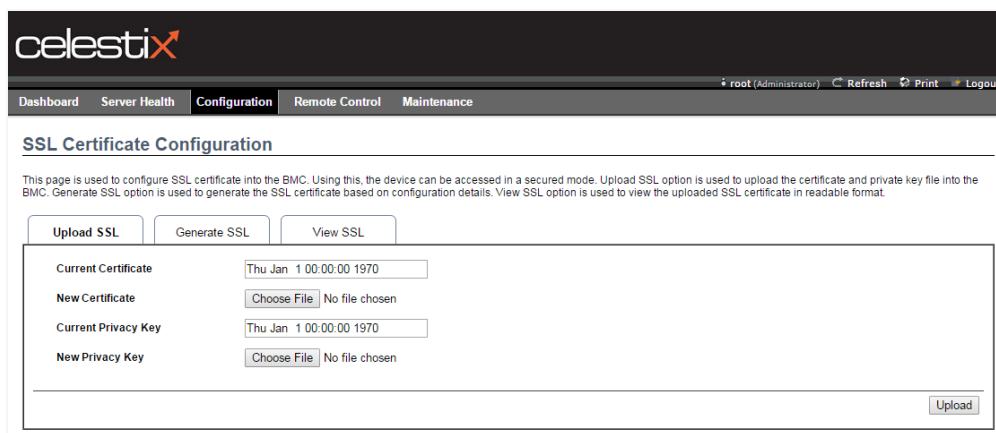 celestix
root (Administrator) Refresh Print Logou
Dashboard Server Health Configuration Remote Control Maintenance
SSL Certificate Configuration
This page is used to configure SSL certificate into the BMC. Using this, the device can be accessed in a secured mode. Upload SSL option is used to upload the certificate and private key file into the
BMC. Generate SSL option is used to generate the SSL certificate based on configuration details. View SSL option is used to view the uploaded SSL certificate in readable format.
Upload SSL Generate SSL View SSL
Current Certificate Thu Jan 1 00:00:00 1970
New Certificate Choose File No file chosen
Current Privacy Key Thu Jan 1 00:00:00 1970
New Privacy Key Choose File No file chosen
Upload